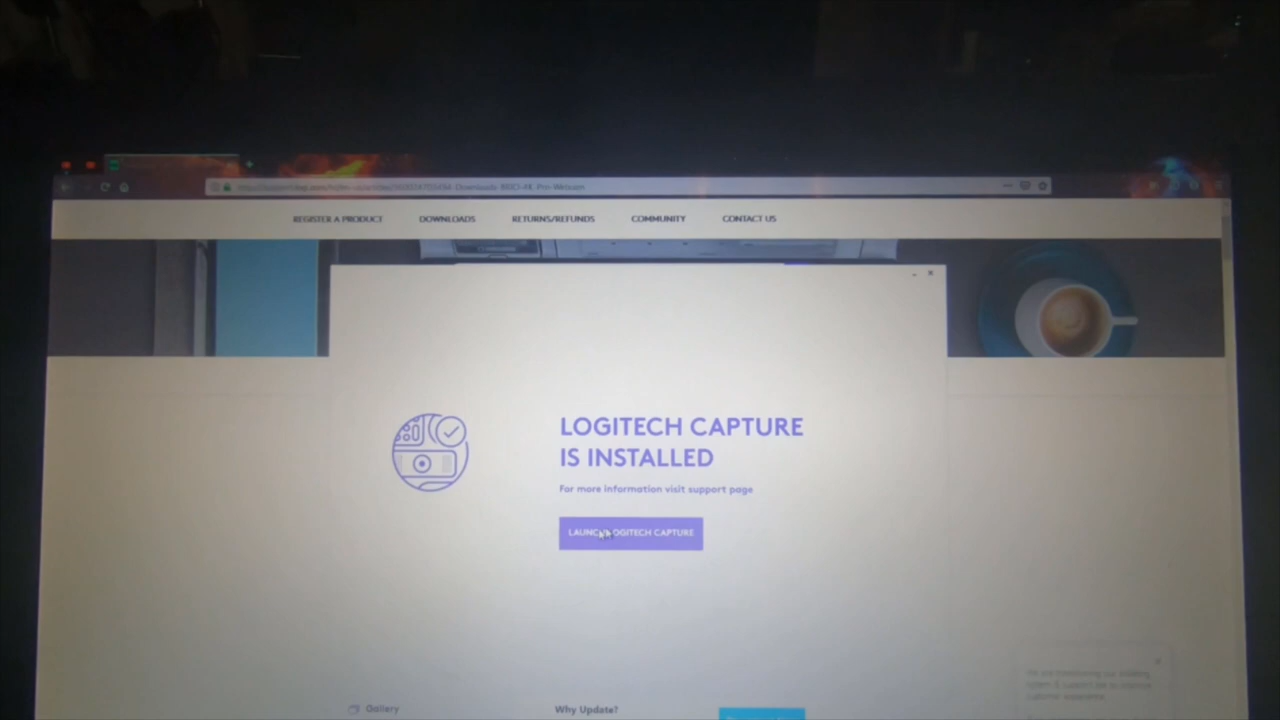 REGISTER A PRODUCT DOWNLOADS RETURNS/REFUNDS COMMUNITY CONTACT US
LOGITECH CAPTURE
IS INSTALLED
For more information visit support page
LAUNCH LOGITECH CAPTURE
Gallery Why Update?